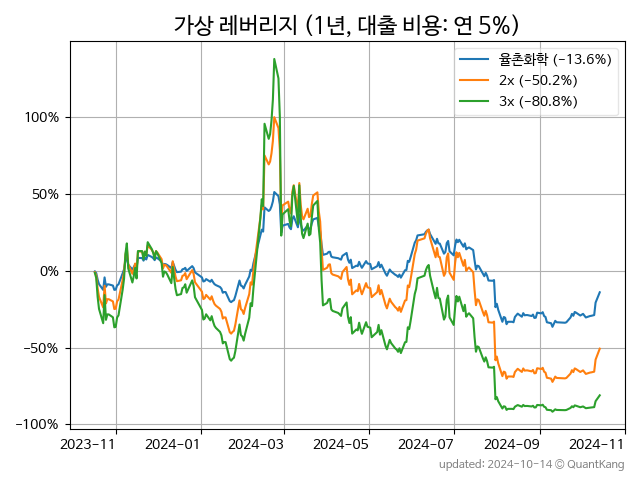 가상 레버리지 (1년, 대출 비용: 연 5%)
율촌화학 (-13.6%)
2x (-50.2%)
3x (-80.8%)
100%
50%
0%
-50%
-100%
2023-11 2024-01 2024-03 2024-05 2024-07 2024-09 2024-11
updated: 2024-10-14 © QuantKang